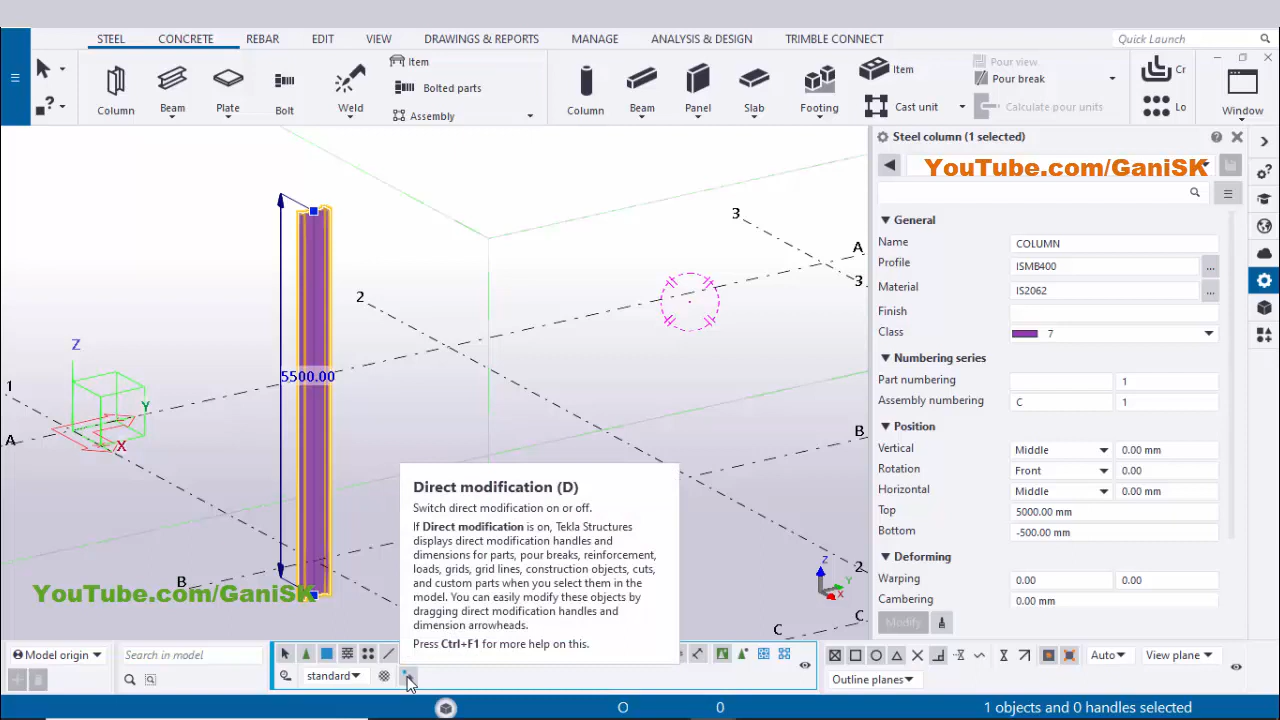 STEEL CONCRETE REBAR EDIT VIEW DRAWINGS & REPORTS MANAGE ANALYSIS & DESIGN TRIMBLE CONNECT Quick Launch
Column Beam Plate Bolt Weld
Item
Bolted parts
Assembly
Column Beam Panel Slab Footing
Item
Cast unit
Pour view
Pour break
Calculate pour units
Cr
Lo
Window
Steel column (1 selected)
YouTube.com/GaniSK
General
Name COLUMN
Profile ISMB400 ...
Material IS2062 ...
Finish
Class 7
Numbering series
Part numbering 1
Assembly numbering C 1
Position
Vertical Middle 0.00 mm
Rotation Front 0.00
Horizontal Middle 0.00 mm
Top 5000.00 mm
Bottom -500.00 mm
Deforming
Warping 0.00 0.00
Cambering 0.00 mm
Modify
3
A
3
2
Z
5500.00
1
Y
A
X
B
B
2
C
C
Z
Y
X
YouTube.com/GaniSK
Direct modification (D)
Switch direct modification on or off.
If Direct modification is on, Tekla Structures
displays direct modification handles and
dimensions for parts, pour breaks, reinforcement,
loads, grids, grid lines, construction objects, cuts,
and custom parts when you select them in the
model. You can easily modify these objects by
dragging direct modification handles and
dimension arrowheads.
Press Ctrl+F1 for more help on this.
Model origin Search in model
standard
Auto View plane
Outline planes
O 0 1 objects and 0 handles selected